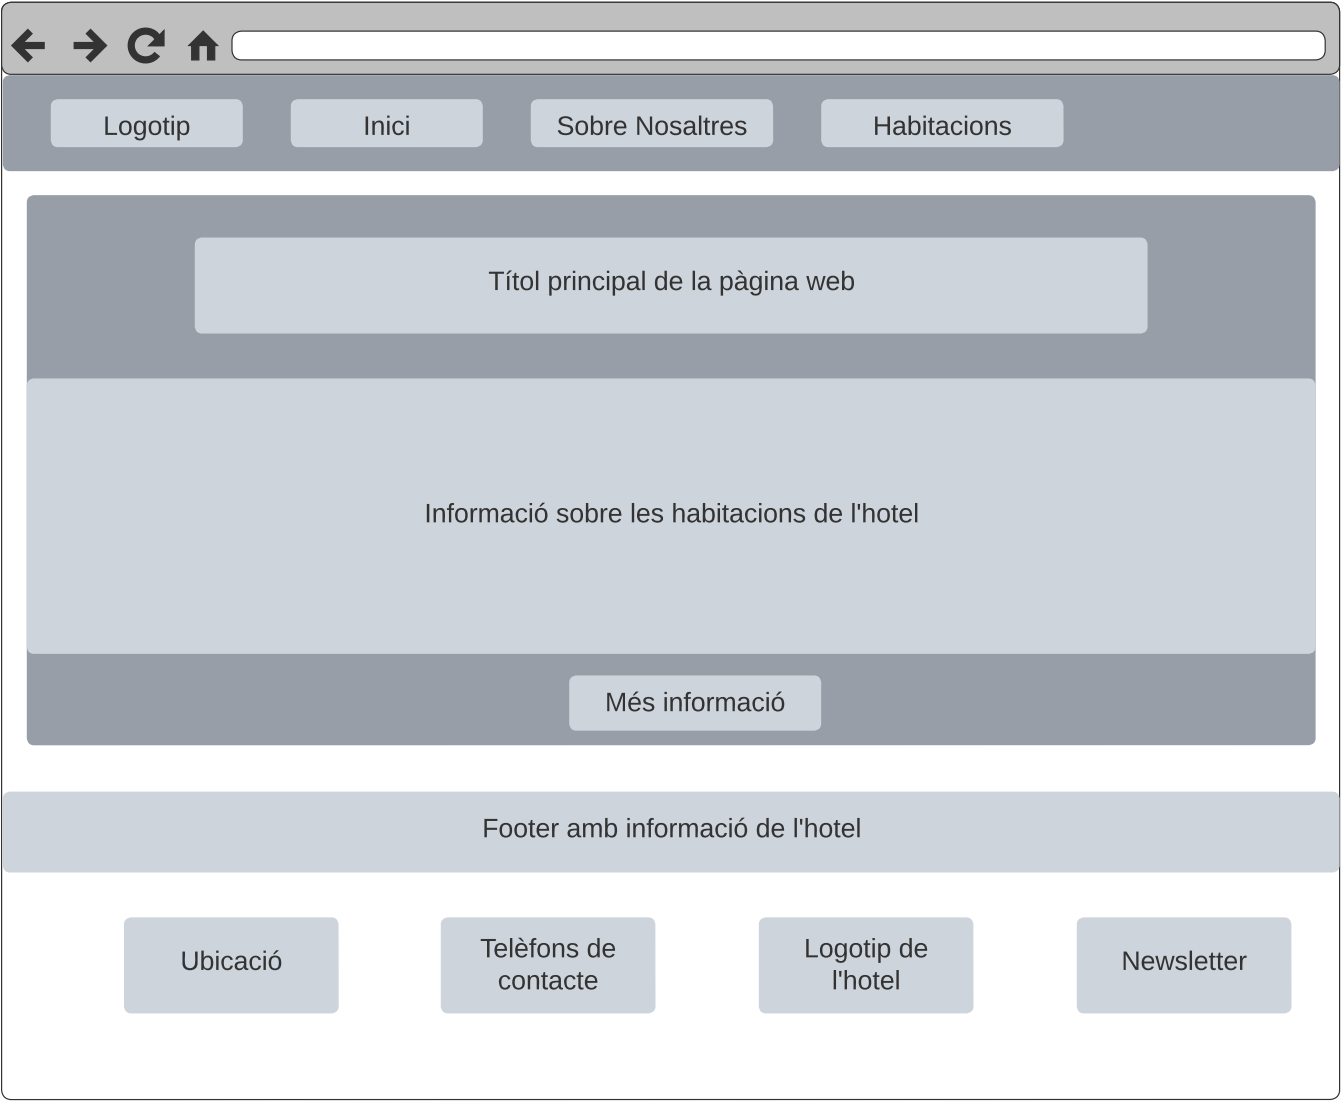 Logotip
Inici
Sobre Nosaltres
Habitacions
Títol principal de la pàgina web
Informació sobre les habitacions de l'hotel
Més informació
Footer amb informació de l'hotel
Ubicació
Telèfons de
contacte
Logotip de
l'hotel
Newsletter